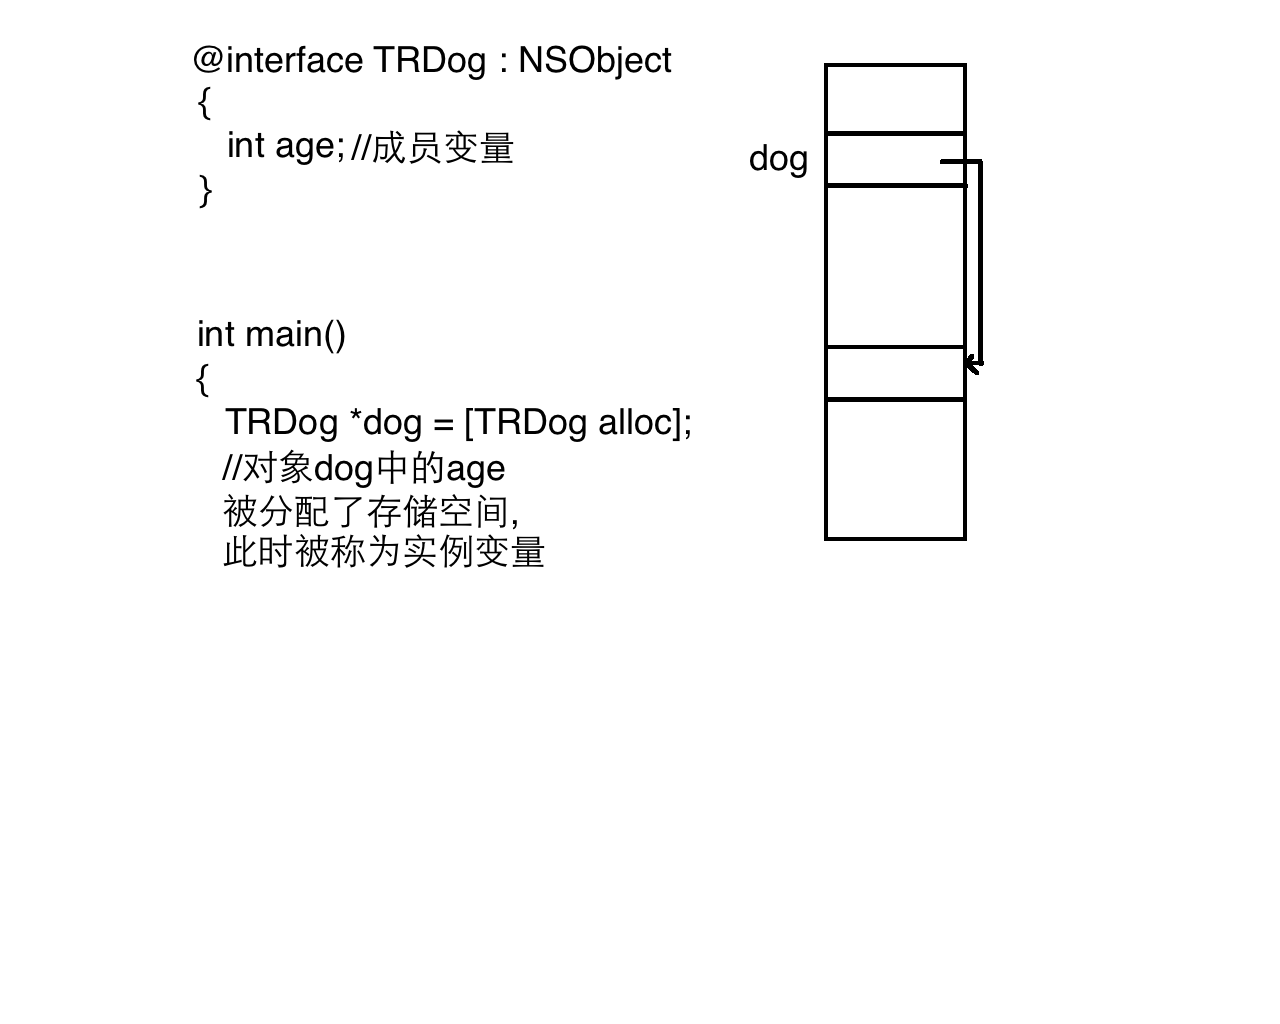 @interface TRDog : NSObject
{
int age; //成员变量
}
dog
int main()
{
TRDog *dog = [TRDog alloc];
//对象dog中的age
被分配了存储空间,
此时被称为实例变量